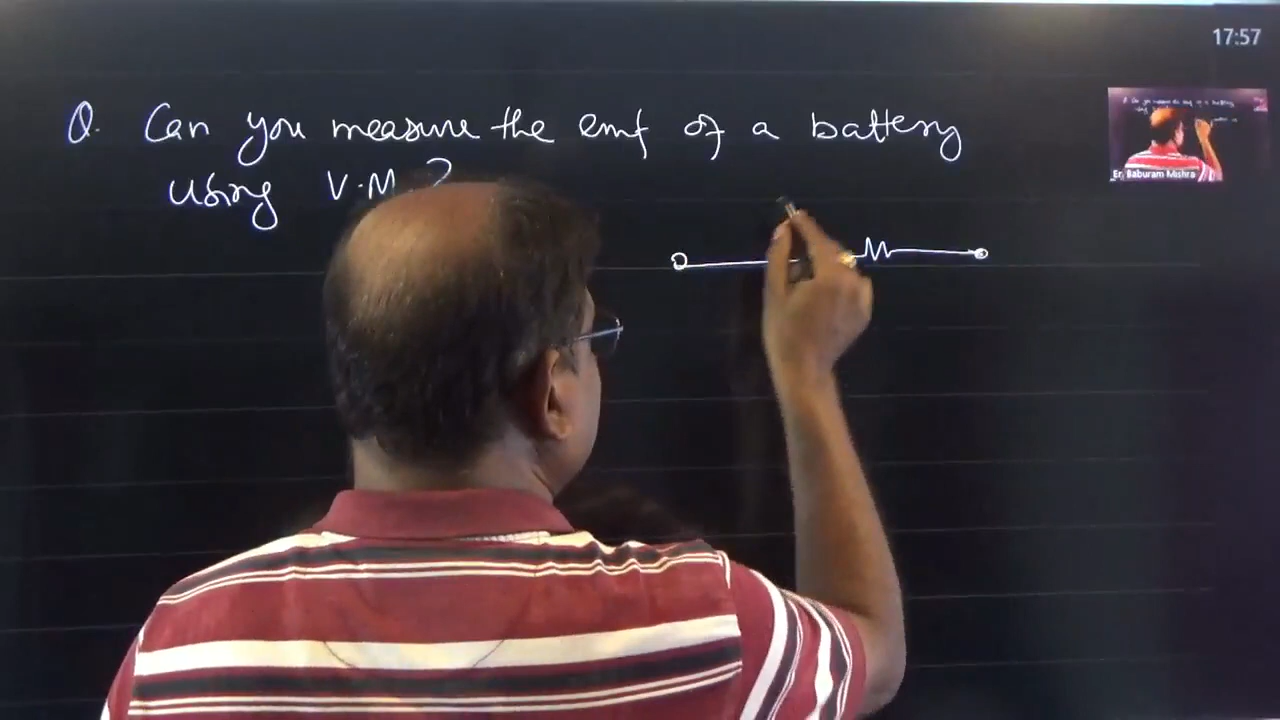 Q. Can you measure the emf of a battery
using V.M.?
17:57
Er. Baburam Mishra